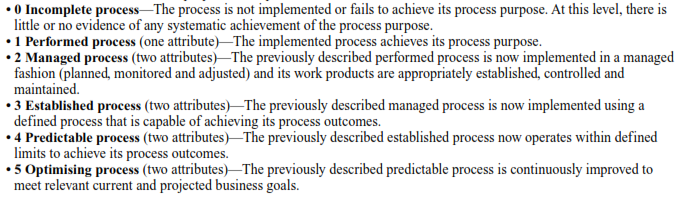 • 0 Incomplete process—The process is not implemented or fails to achieve its process purpose. At this level, there is
little or no evidence of any systematic achievement of the process purpose.
• 1 Performed process (one attribute)—The implemented process achieves its process purpose.
• 2 Managed process (two attributes)—The previously described performed process is now implemented in a managed
fashion (planned, monitored and adjusted) and its work products are appropriately established, controlled and
maintained.
• 3 Established process (two attributes)—The previously described managed process is now implemented using a
defined process that is capable of achieving its process outcomes.
• 4 Predictable process (two attributes)—The previously described established process now operates within defined
limits to achieve its process outcomes.
• 5 Optimising process (two attributes)—The previously described predictable process is continuously improved to
meet relevant current and projected business goals.